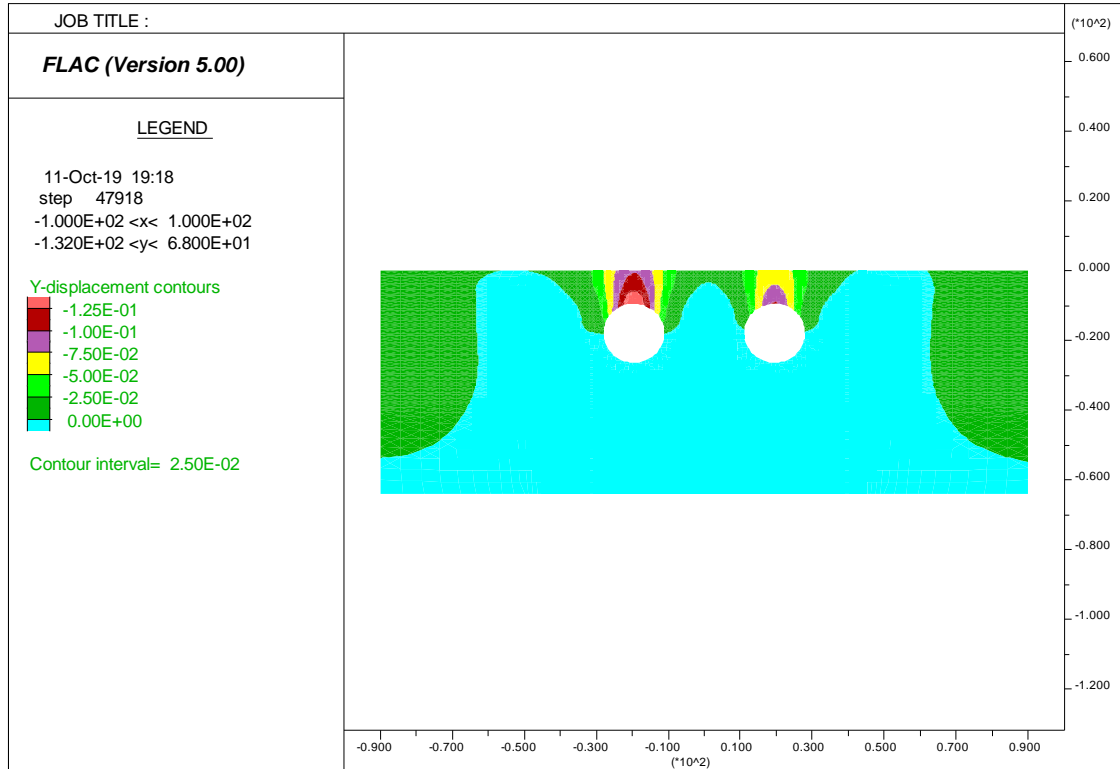 JOB TITLE :
FLAC (Version 5.00)
LEGEND
11-Oct-19 19:18
step 47918
-1.000E+02 <x< 1.000E+02
-1.320E+02 <y< 6.800E+01
Y-displacement contours
-1.25E-01
-1.00E-01
-7.50E-02
-5.00E-02
-2.50E-02
0.00E+00
Contour interval= 2.50E-02
(*10^2)
0.600
0.400
0.200
0.000
-0.200
-0.400
-0.600
-0.800
-1.000
-1.200
-0.900 -0.700 -0.500 -0.300 -0.100 0.100 0.300 0.500 0.700 0.900
(*10^2)